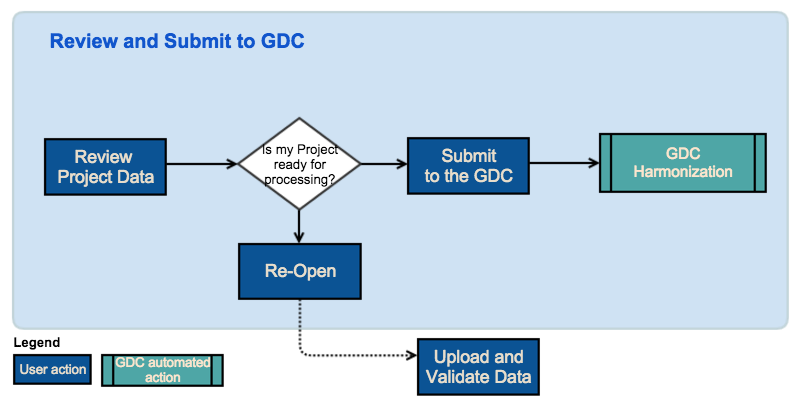 Review and Submit to GDC
Review
Project Data
Is my Project
ready for
processing?
Submit
to the GDC
GDC
Harmonization
Re-Open
Upload and
Validate Data
Legend
User action
GDC automated
action